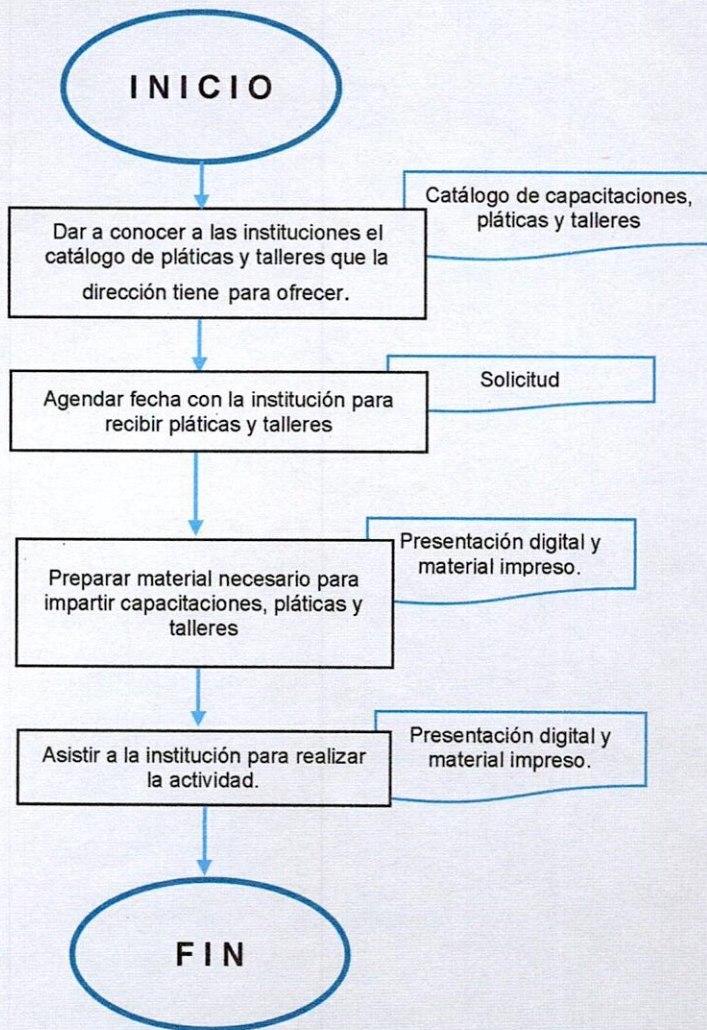 INICIO
Catálogo de capacitaciones,
pláticas y talleres
Dar a conocer a las instituciones el
catálogo de pláticas y talleres que la
dirección tiene para ofrecer.
Solicitud
Agendar fecha con la institución para
recibir pláticas y talleres
Presentación digital y
material impreso.
Preparar material necesario para
impartir capacitaciones, pláticas y
talleres
Presentación digital y
material impreso.
Asistir a la institución para realizar
la actividad.
FIN